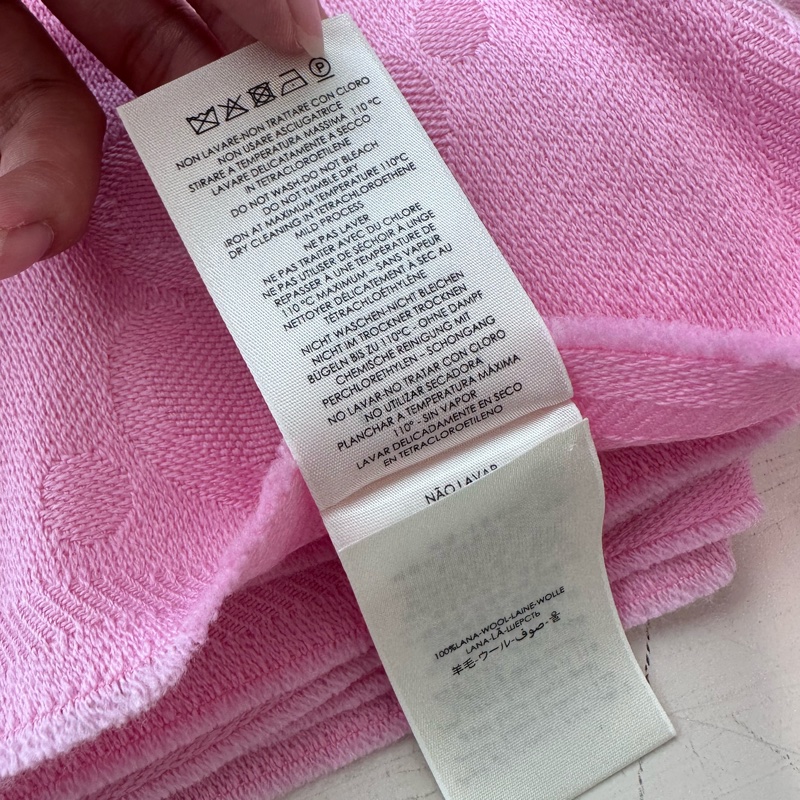 P
NON LAVARE-NON TRATTARE CON CLORO
NON USARE ASCIUGATRICE
STIRARE A TEMPERATURA MASSIMA 110 °C
LAVARE DELICATAMENTE A SECCO
IN TETRACLOROETILENE
DO NOT WASH-DO NOT BLEACH
DO NOT TUMBLE DRY
IRON AT MAXIMUM TEMPERATURE 110°C
DRY CLEANING IN TETRACHLOROETHENE
MILD PROCESS
NE PAS LAVER
NE PAS TRAITER AVEC DU CHLORE
NE PAS UTILISER DE SÉCHOIR À LINGE
REPASSER À UNE TEMPÉRATURE DE
110 °C MAXIMUM – SANS VAPEUR
NETTOYER DÉLICATEMENT À SEC AU
TÉTRACHLOÉTHYLÈNE
NICHT WASCHEN-NICHT BLEICHEN
NICHT IM TROCKNER TROCKNEN
BÜGELN BIS ZU 110°C - OHNE DAMPF
CHEMISCHE REINIGUNG MIT
PERCHLORETHYLEN – SCHONGANG
NO LAVAR-NO TRATAR CON CLORO
NO UTILIZAR SECADORA
PLANCHAR A TEMPERATURA MÁXIMA
110º - SIN VAPOR
LAVAR DELICADAMENTE EN SECO
EN TETRACLOROETILENO
NÃO LAVAR
100%LANA-WOOL-LAINE-WOLLE
LANA-LÃ-ШЕРСТЬ
羊毛-ウール-صوف-울